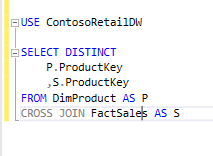 USE ContosoRetailDW
SELECT DISTINCT
P.ProductKey
,S.ProductKey
FROM DimProduct AS P
CROSS JOIN FactSales AS S